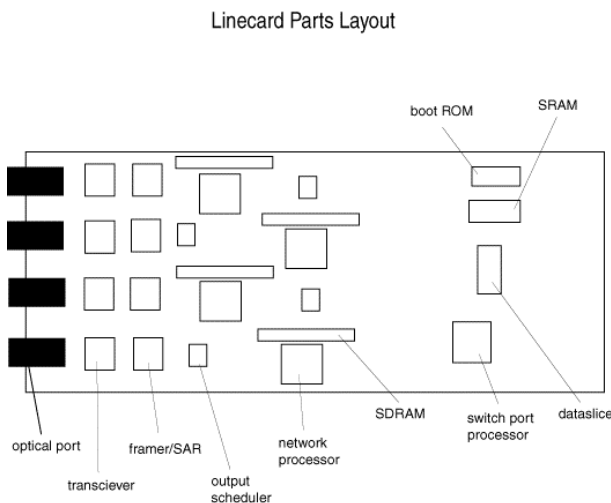 Linecard Parts Layout
boot ROM
SRAM
optical port
transciever
framer/SAR
output
scheduler
network
processor
SDRAM
switch port
processor
dataslice